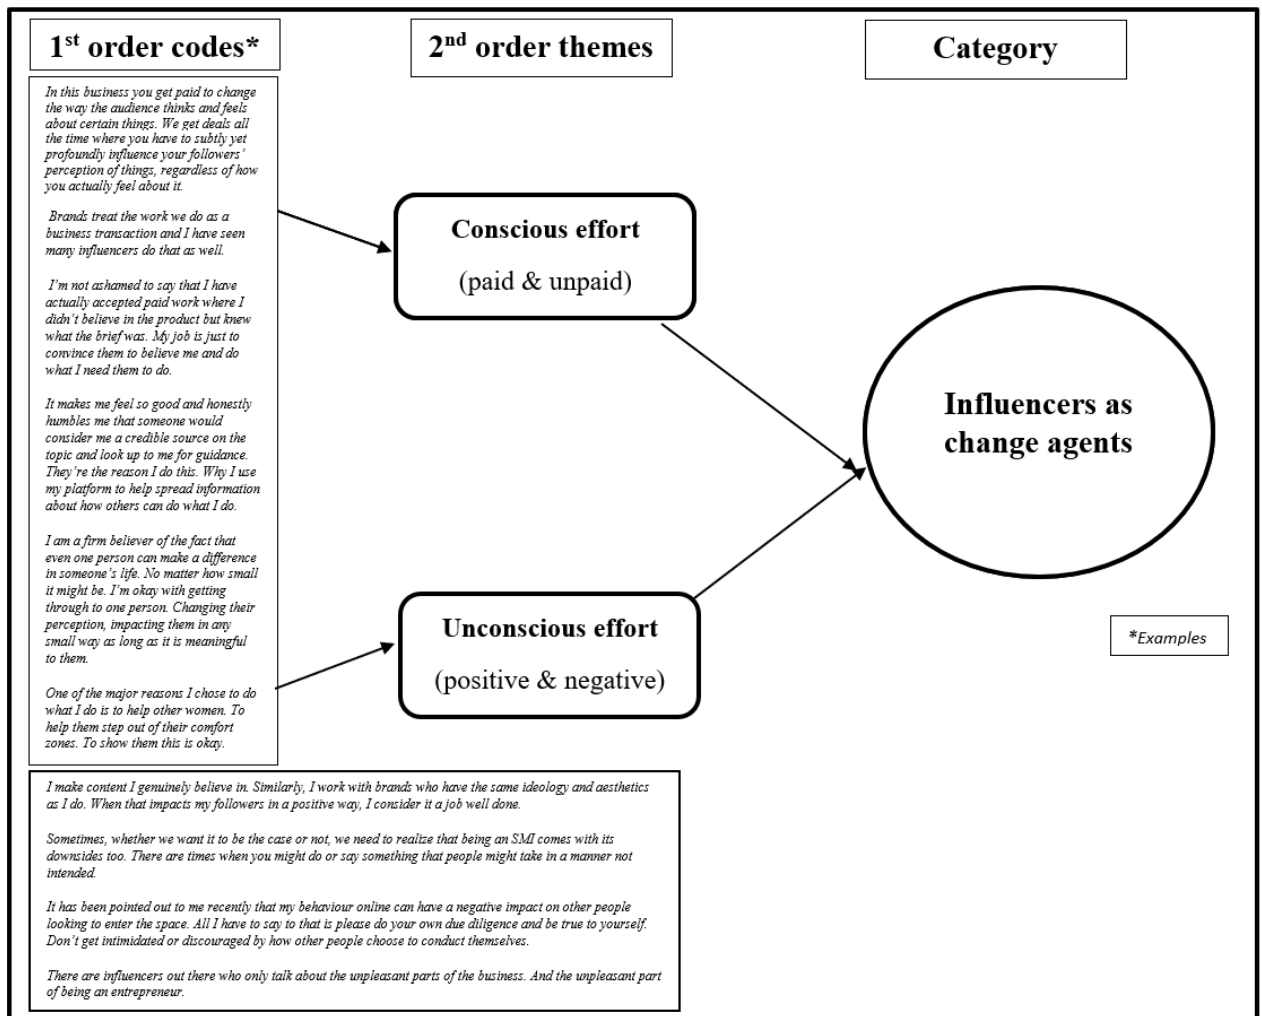 1st order codes*
2nd order themes
Category
In this business you get paid to change
the way the audience thinks and feels
about certain things. We get deals all
the time where you have to subtly yet
profoundly influence your followers'
perception of things, regardless of how
you actually feel about it.
Brands treat the work we do as a
business transaction and I have seen
many influencers do that as well.
I'm not ashamed to say that I have
actually accepted paid work where I
didn't believe in the product but knew
what the brief was. My job is just to
convince them to believe me and do
what I need them to do.
It makes me feel so good and honestly
humbles me that someone would
consider me a credible source on the
topic and look up to me for guidance.
They're the reason I do this. Why I use
my platform to help spread information
about how others can do what I do.
I am a firm believer of the fact that
even one person can make a difference
in someone's life. No matter how small
it might be. I'm okay with getting
through to one person. Changing their
perception, impacting them in any
small way as long as it is meaningful
to them.
One of the major reasons I chose to do
what I do is to help other women. To
help them step out of their comfort
zones. To show them this is okay.
Conscious effort
(paid & unpaid)
Unconscious effort
(positive & negative)
Influencers as
change agents
*Examples
I make content I genuinely believe in. Similarly, I work with brands who have the same ideology and aesthetics
as I do. When that impacts my followers in a positive way, I consider it a job well done.
Sometimes, whether we want it to be the case or not, we need to realize that being an SMI comes with its
downsides too. There are times when you might do or say something that people might take in a manner not
intended.
It has been pointed out to me recently that my behaviour online can have a negative impact on other people
looking to enter the space. All I have to say to that is please do your own due diligence and be true to yourself.
Don't get intimidated or discouraged by how other people choose to conduct themselves.
There are influencers out there who only talk about the unpleasant parts of the business. And the unpleasant part
of being an entrepreneur.